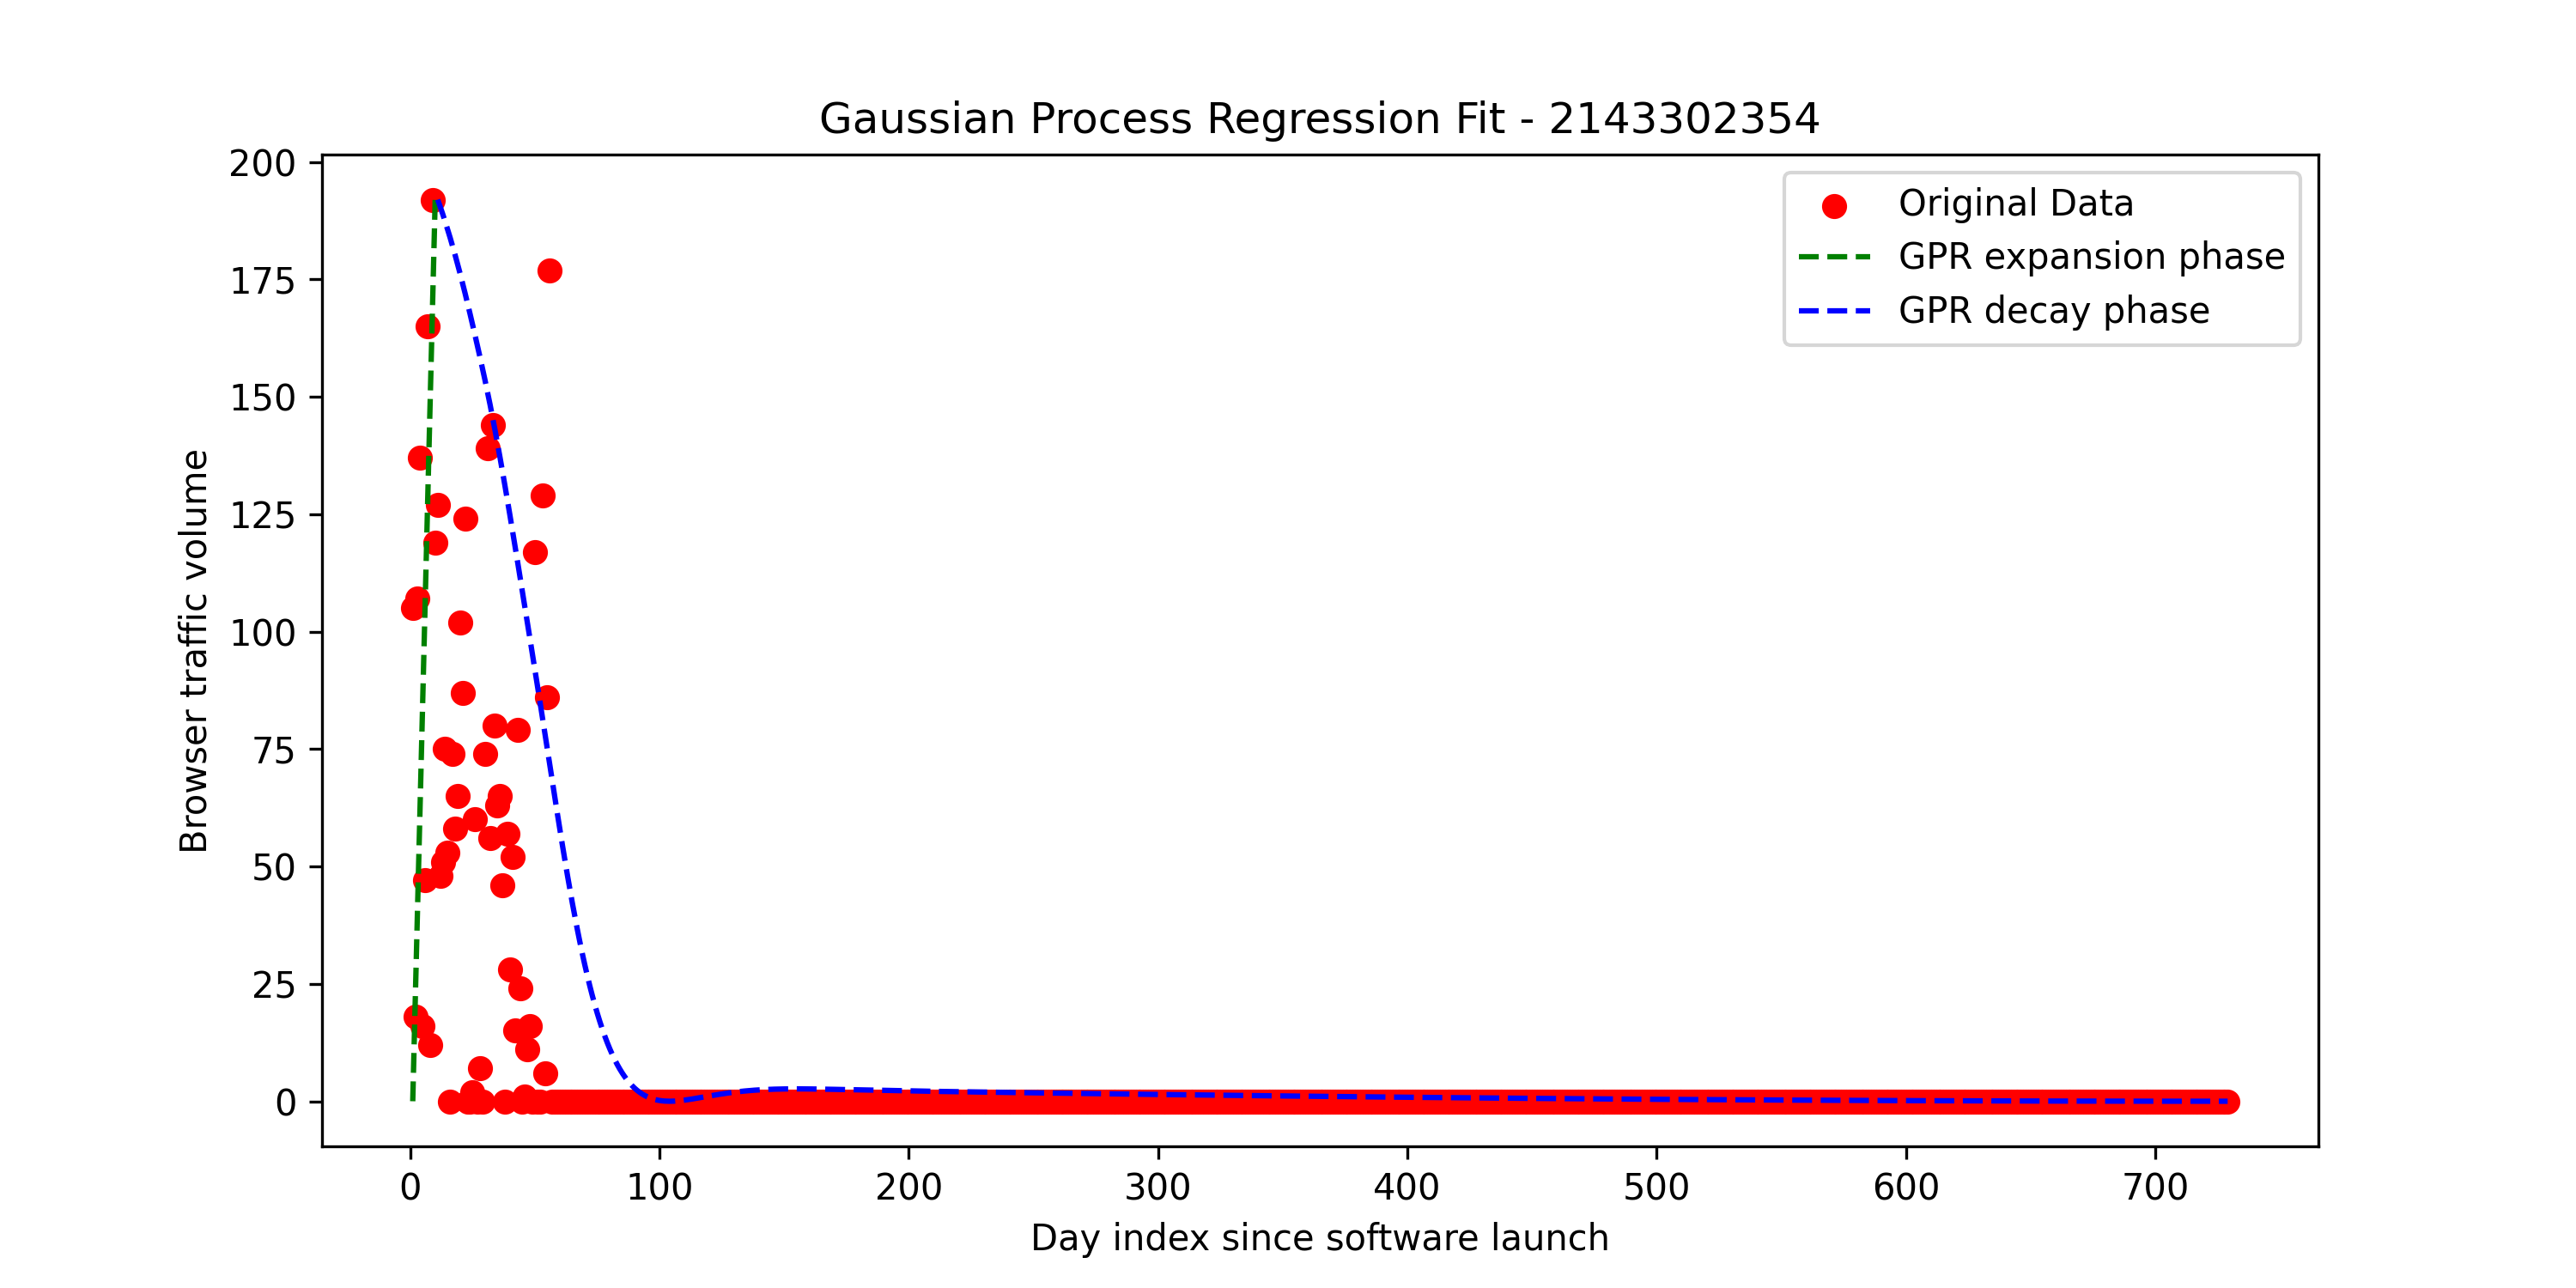 Gaussian Process Regression Fit - 2143302354
Original Data
GPR expansion phase
GPR decay phase
Browser traffic volume
200
175
150
125
100
75
50
25
0
0 100 200 300 400 500 600 700
Day index since software launch